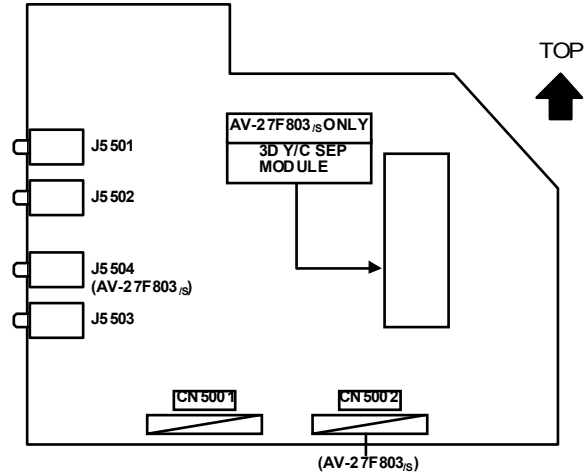 TOP
AV-27F803/S ONLY
3D Y/C SEP
MODULE
J5501
J5502
J5504
(AV-27F803/S)
J5503
CN5001
CN5002
(AV-27F803/S)